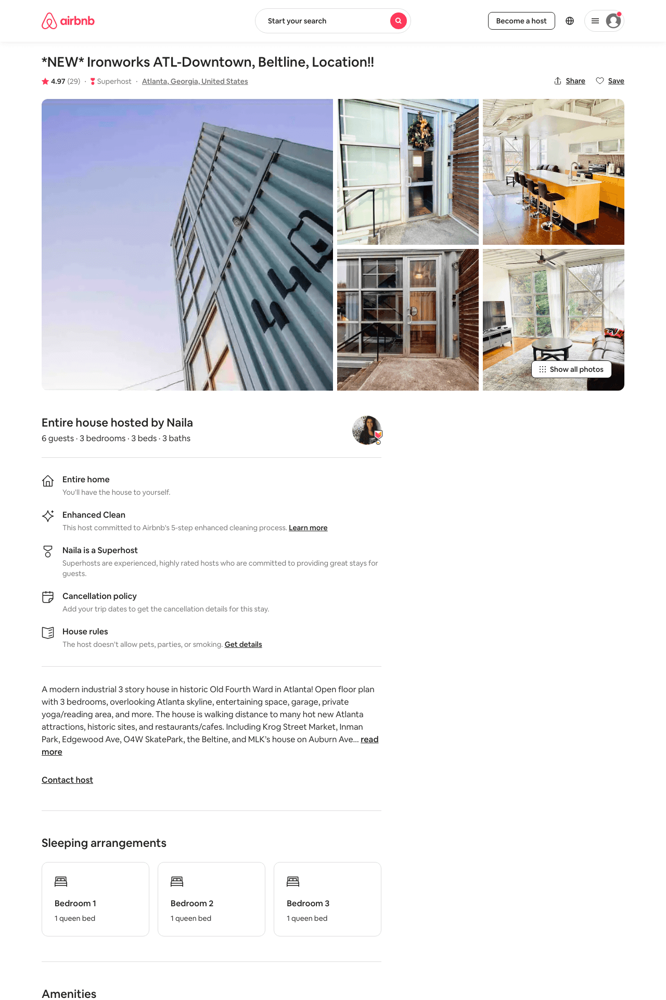 airbnb
Start your search
Become a host
*NEW* Ironworks ATL-Downtown, Beltline, Location!!
4.97 (29) · Superhost · Atlanta, Georgia, United States
Share
Save
440
Show all photos
Entire house hosted by Naila
6 guests · 3 bedrooms · 3 beds · 3 baths
Entire home
You’ll have the house to yourself.
Enhanced Clean
This host committed to Airbnb's 5-step enhanced cleaning process. Learn more
Naila is a Superhost
Superhosts are experienced, highly rated hosts who are committed to providing great stays for
guests.
Cancellation policy
Add your trip dates to get the cancellation details for this stay.
House rules
The host doesn’t allow pets, parties, or smoking. Get details
A modern industrial 3 story house in historic Old Fourth Ward in Atlanta! Open floor plan
with 3 bedrooms, overlooking Atlanta skyline, entertaining space, garage, private
yoga/reading area, and more. The house is walking distance to many hot new Atlanta
attractions, historic sites, and restaurants/cafes. Including Krog Street Market, Inman
Park, Edgewood Ave, O4W SkatePark, the Beltine, and MLK’s house on Auburn Ave... read
more
Contact host
Sleeping arrangements
Bedroom 1
1 queen bed
Bedroom 2
1 queen bed
Bedroom 3
1 queen bed
Amenities